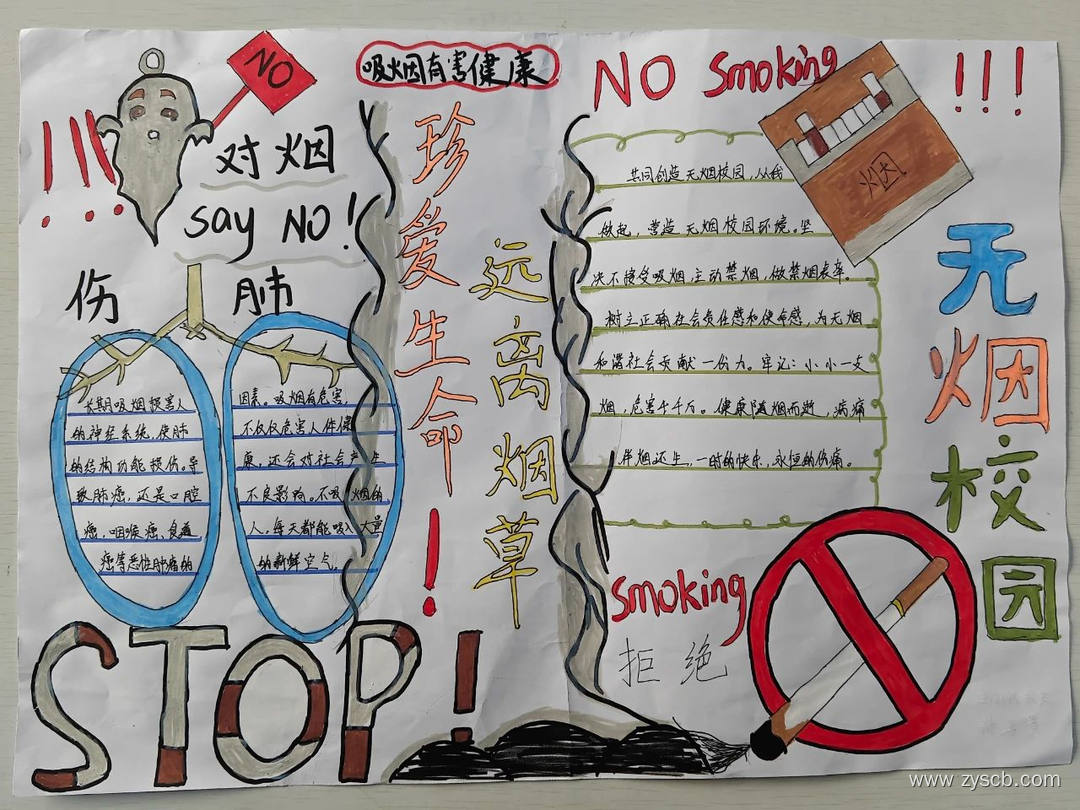 吸烟有害健康
NO
对烟
say NO!
伤 肺
长期吸烟损害人
的神经系统,使肺
的结构功能损伤。导
致肺癌,还是口腔
癌、咽喉癌、食道
癌等恶性肿瘤的
因素,吸烟有危害,
不仅仅危害人体健
康,还会对社会产生
不良影响。不吸烟的
人,每天都能吸入大量
的新鲜空气。
STOP!
珍爱生命!
远离烟草
NO Smoking
!!!
烟
共同创造无烟校园,从我
做起,营造无烟校园环境。坚
决不接受吸烟,主动禁烟,做禁烟表率。
树立正确社会责任感和使命感,为无烟
和谐社会贡献一份力。牢记:小小一支
烟,危害千千万。健康随烟而逝,病痛
伴烟还生,一时的快乐,永恒的伤痛。
无烟校园
smoking
拒绝
www.zyscb.com